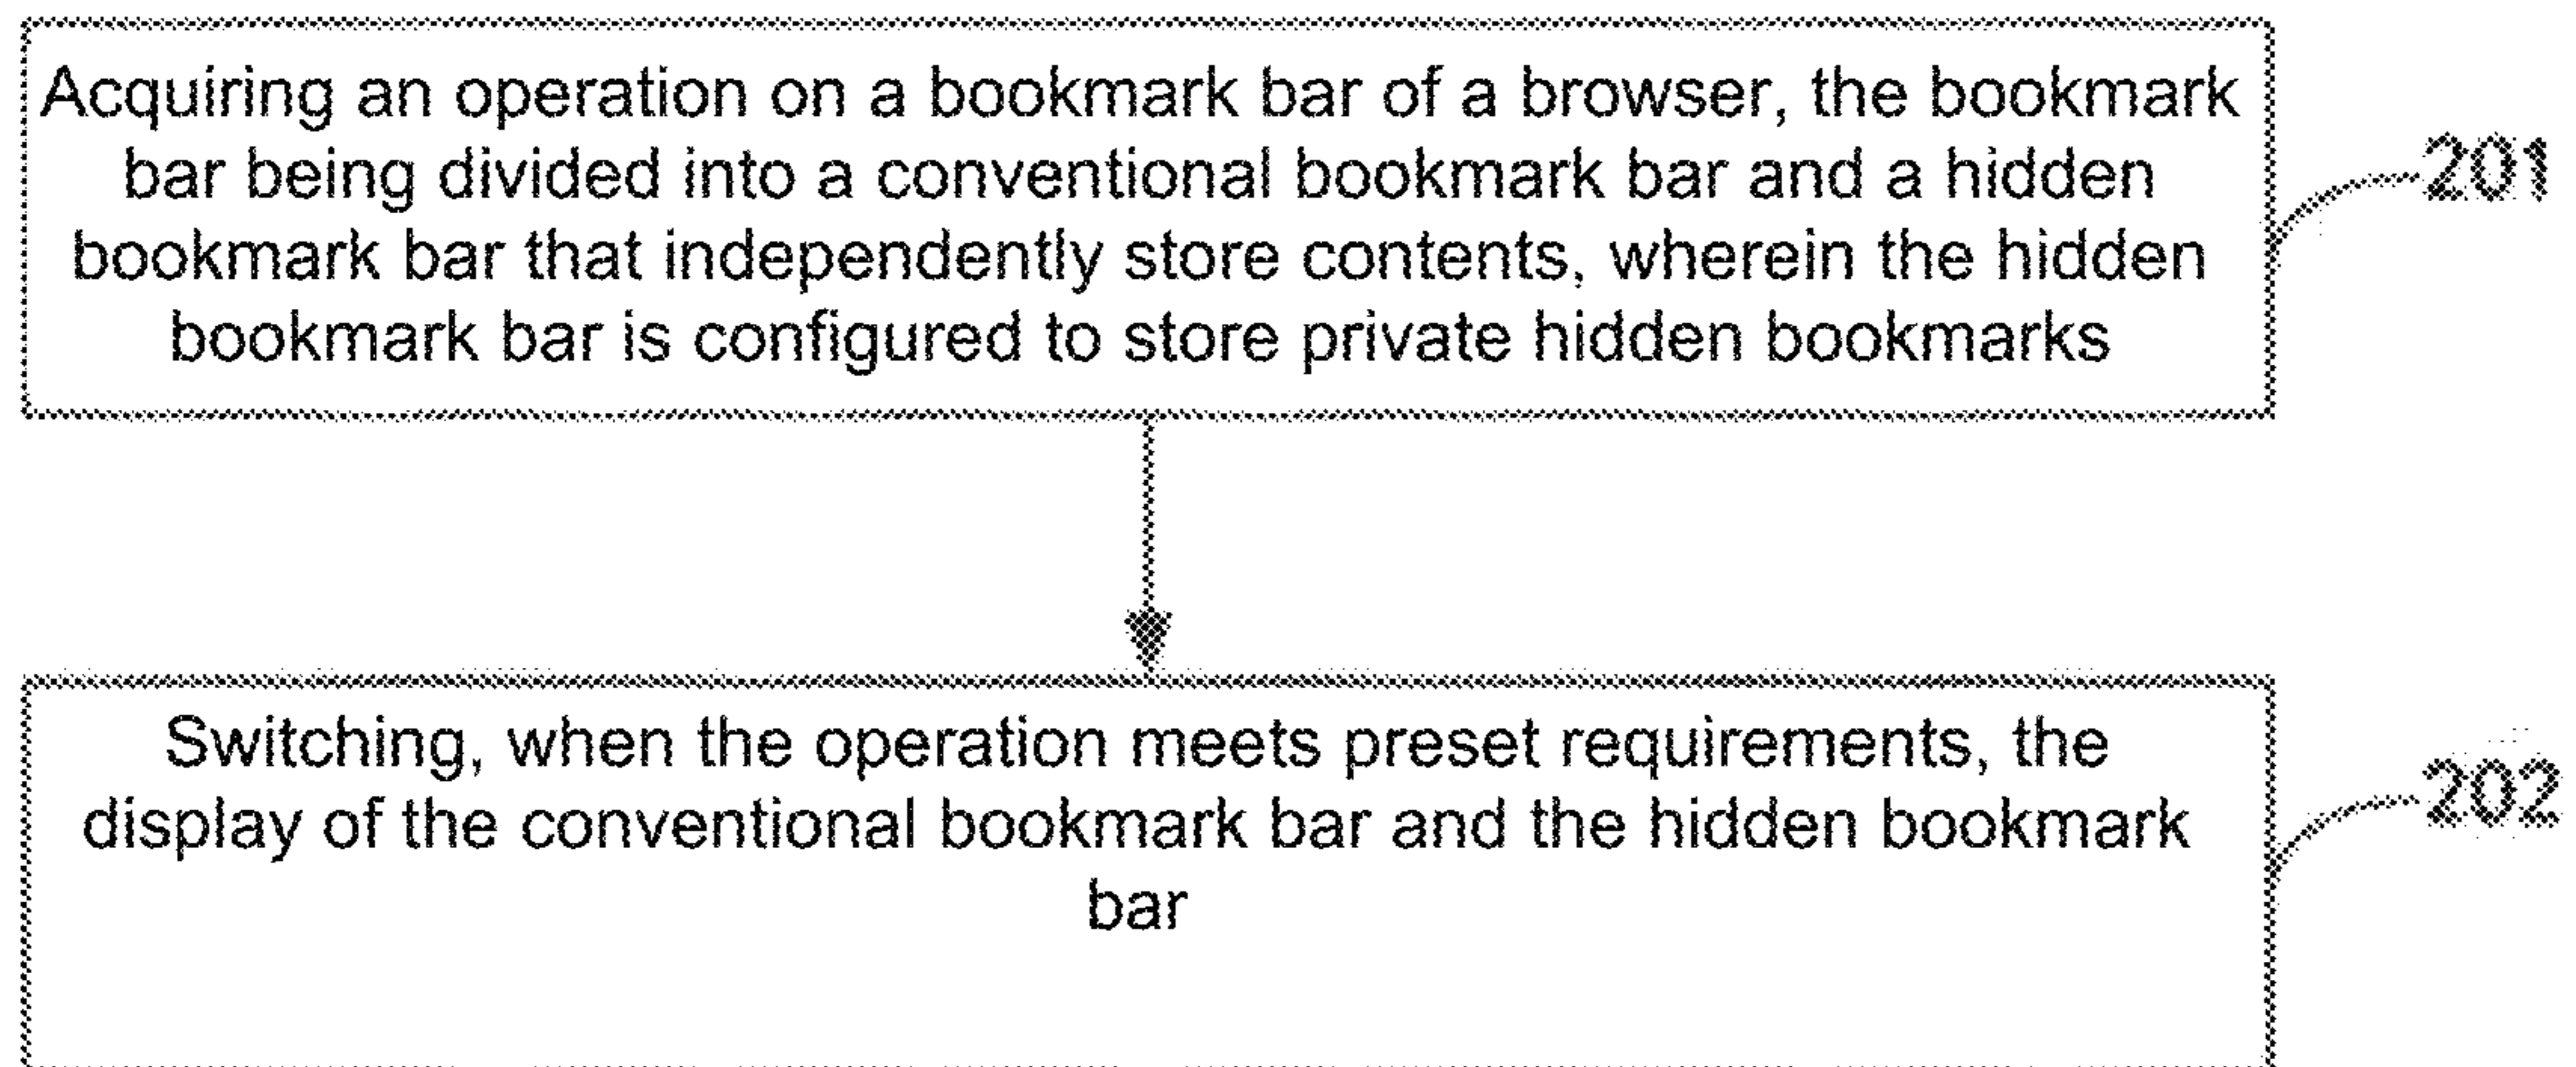 Acquiring an operation on a bookmark bar of a browser, the bookmark
bar being divided into a conventional bookmark bar and a hidden
bookmark bar that independently store contents, wherein the hidden
bookmark bar is configured to store private hidden bookmarks
201
Switching, when the operation meets preset requirements, the
display of the conventional bookmark bar and the hidden bookmark
bar
202